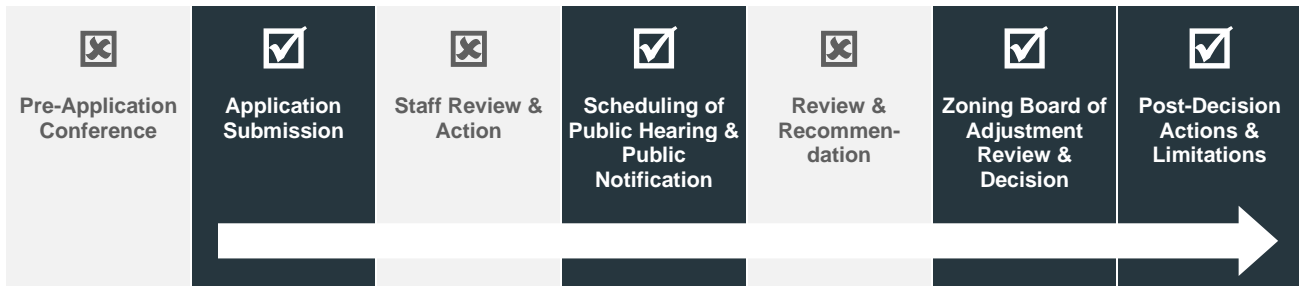 Pre-Application
Conference
Application
Submission
Staff Review &
Action
Scheduling of
Public Hearing &
Public
Notification
Review &
Recommen-
dation
Zoning Board of
Adjustment
Review &
Decision
Post-Decision
Actions &
Limitations